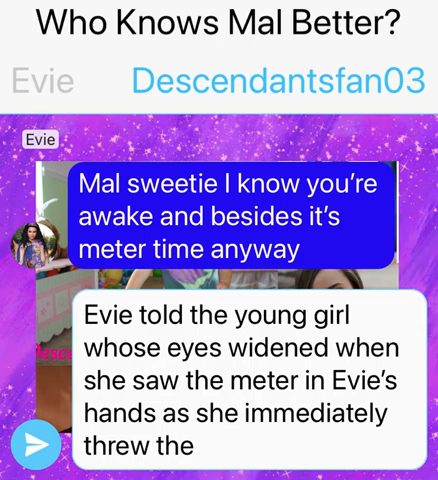 Who Knows Mal Better?
Evie Descendantsfan03
Evie
Mal sweetie I know you’re
awake and besides it’s
meter time anyway
Evie told the young girl
whose eyes widened when
she saw the meter in Evie’s
hands as she immediately
threw the